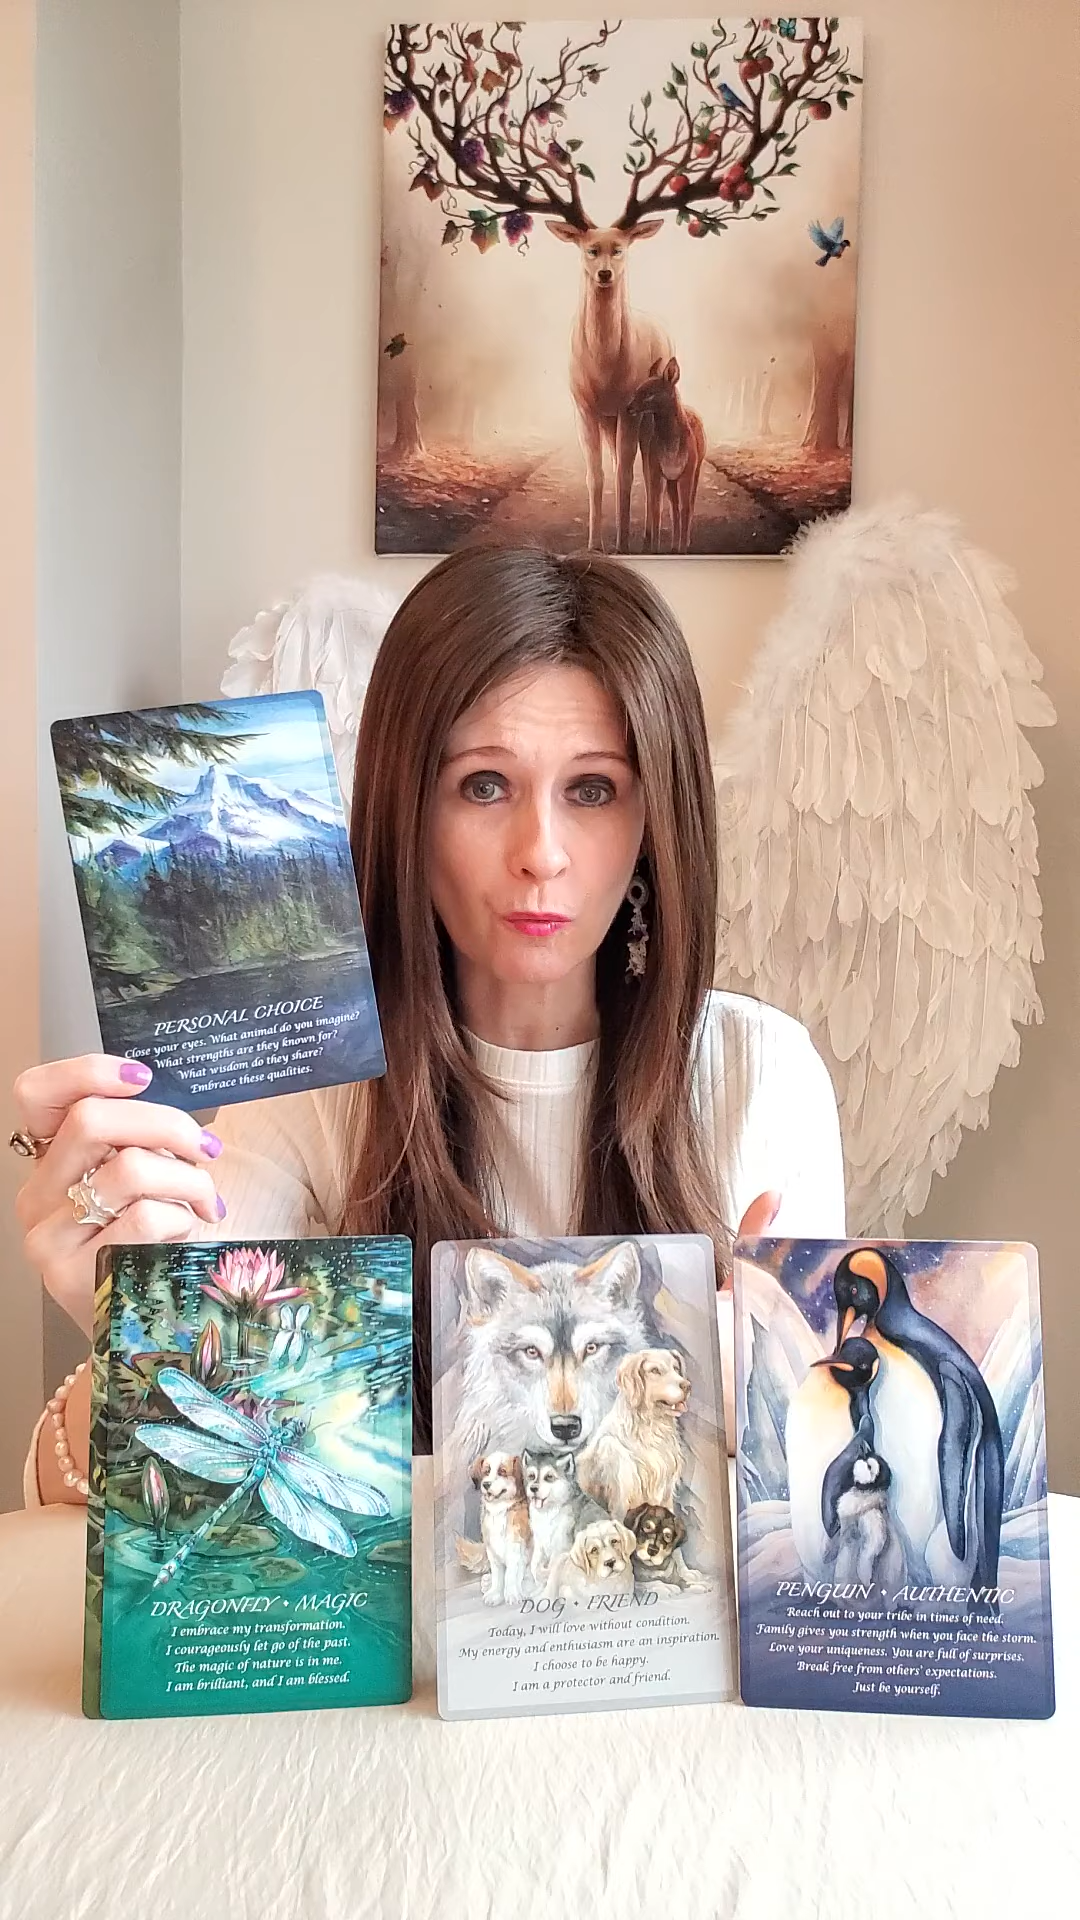 PERSONAL CHOICE
Close your eyes. What animal do you imagine?
What strengths are they known for?
What wisdom do they share?
Embrace these qualities.
DRAGONFLY • MAGIC
I embrace my transformation.
I courageously let go of the past.
The magic of nature is in me.
I am brilliant, and I am blessed.
DOG • FRIEND
Today, I will love without condition.
My energy and enthusiasm are an inspiration.
I choose to be happy.
I am a protector and friend.
PENGUIN • AUTHENTIC
Reach out to your tribe in times of need.
Family gives you strength when you face the storm.
Love your uniqueness. You are full of surprises.
Break free from others' expectations.
Just be yourself.